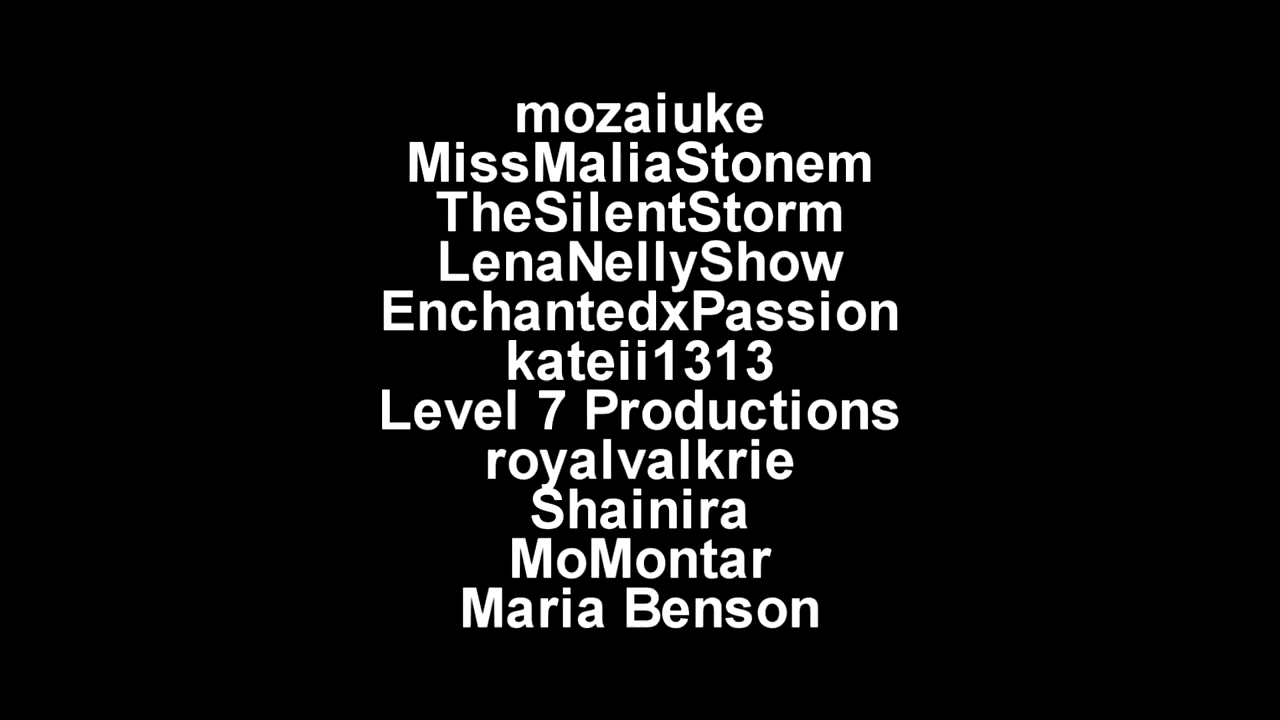 mozaiuke
MissMaliaStonem
TheSilentStorm
LenaNellyShow
EnchantedxPassion
kateii1313
Level 7 Productions
royalvalkrie
Shainira
MoMontar
Maria Benson